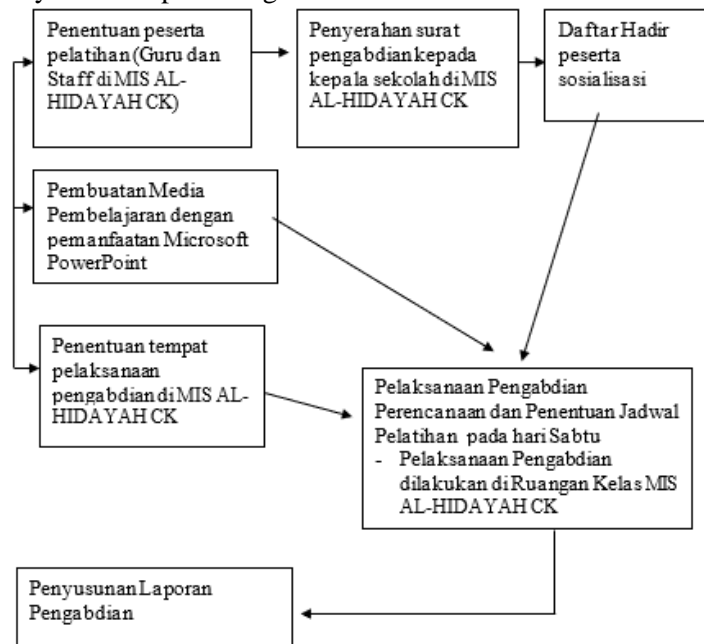 Penentuan peserta
pelatihan (Guru dan
Staff di MIS AL-
HIDAYAH CK)
Penyerahan surat
pengabdian kepada
kepala sekolah di MIS
AL-HIDAYAH CK
Daftar Hadir
peserta
sosialisasi
Pembuatan Media
Pembelajaran dengan
pemanfaatan Microsoft
PowerPoint
Penentuan tempat
pelaksanaan
pengabdian di MIS AL-
HIDAYAH CK
Pelaksanaan Pengabdian
Perencanaan dan Penentuan Jadwal
Pelatihan pada hari Sabtu
- Pelaksanaan Pengabdian
dilakukan di Ruangan Kelas MIS
AL-HIDAYAH CK
Penyusunan Laporan
Pengabdian